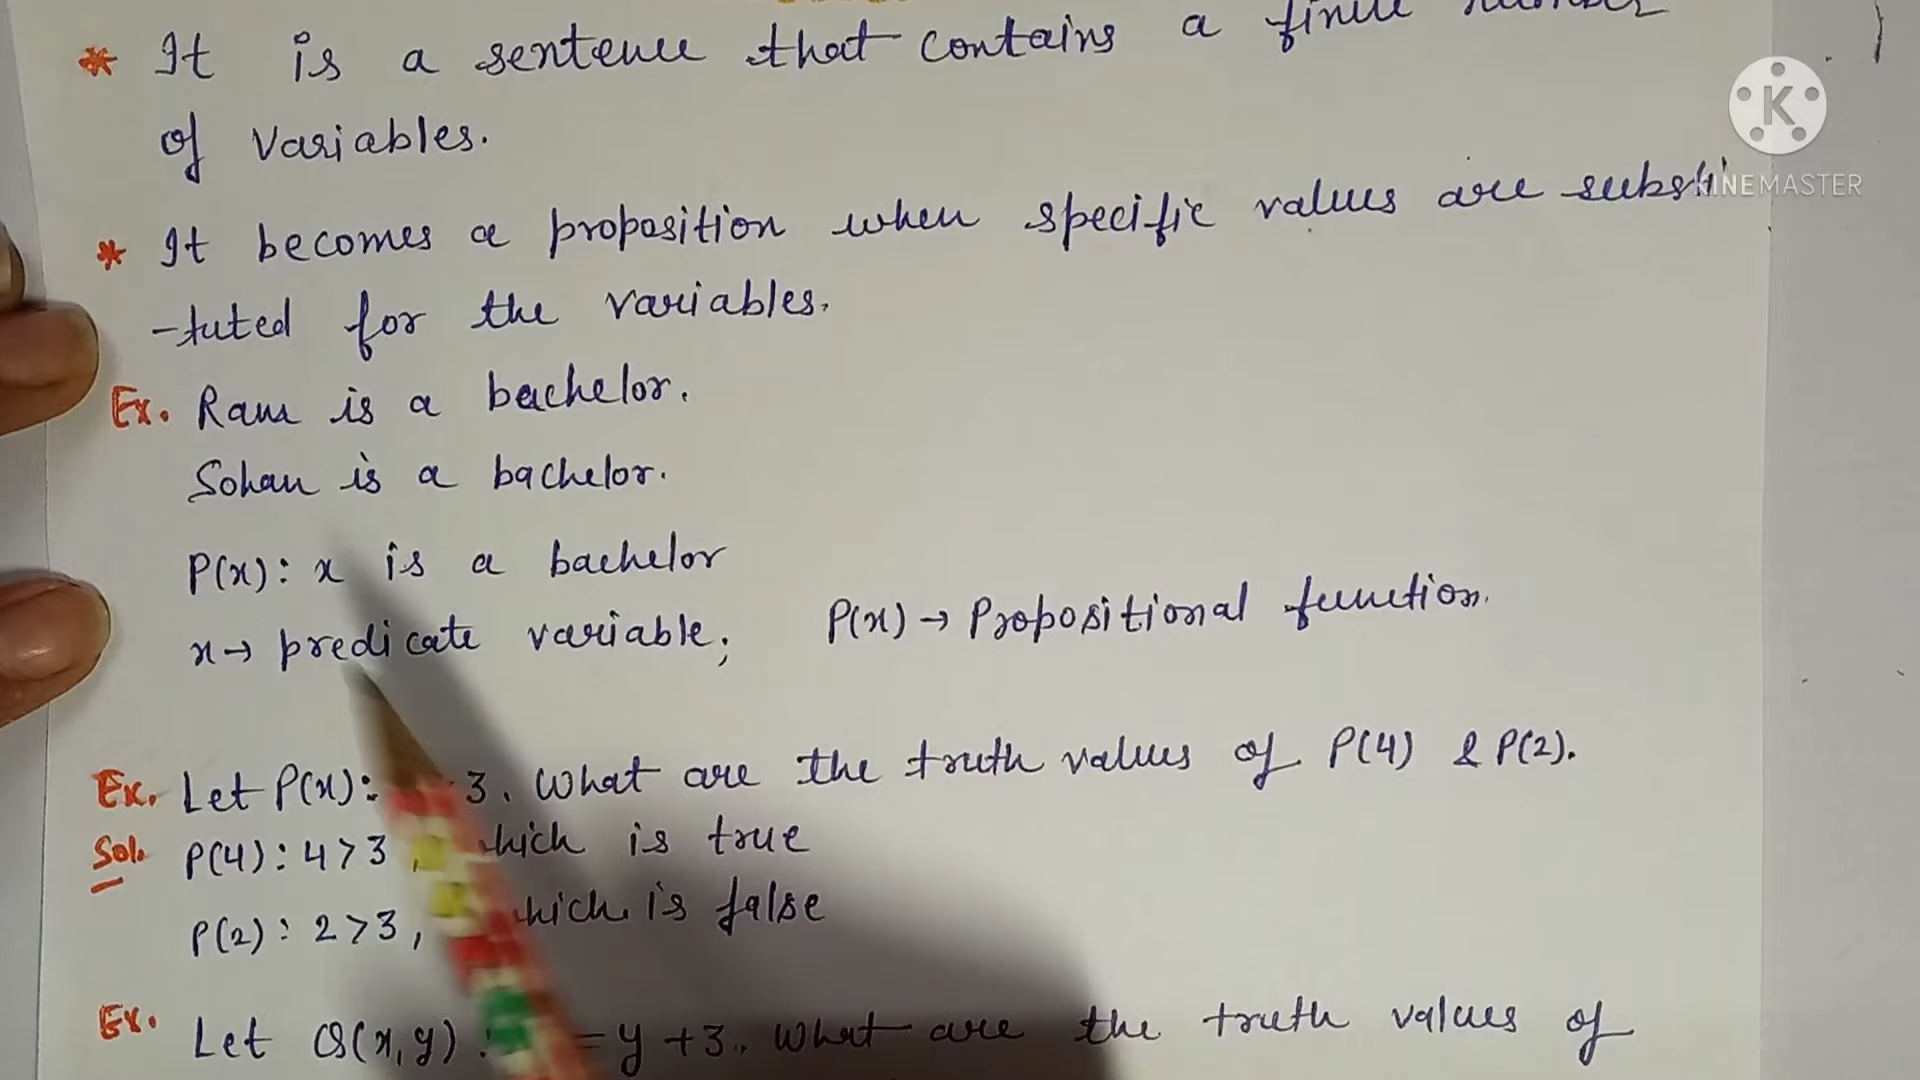 * It is a sentence that contains a finite number
of variables.
* It becomes a proposition when specific values are substi
-tuted for the variables.
Ex. Ram is a bachelor.
Sohan is a bachelor.
P(x): x is a bachelor
x → predicate variable; P(x) → Propositional function.
Ex. Let P(x): 3. What are the truth values of P(4) & P(2).
Sol. P(4): 4>3, which is true
P(2): 2>3, which is false
Ex. Let Q(x,y): =y+3. What are the truth values of
K
KINEMASTER